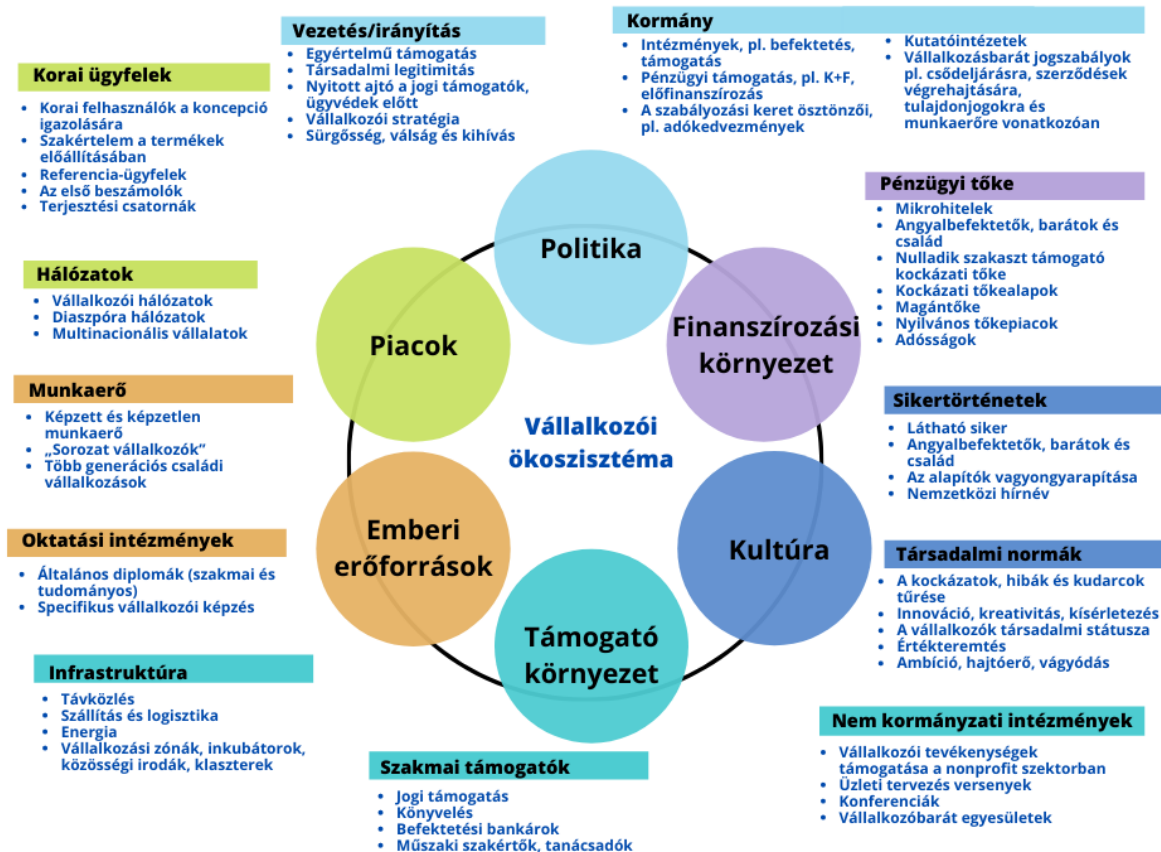 Vezetés/irányítás
• Egyértelmű támogatás
• Társadalmi legitimitás
• Nyitott ajtó a jogi támogatók,
ügyvédek előtt
• Vállalkozói stratégia
• Sürgősség, válság és kihívás
Kormány
• Intézmények, pl. befektetés,
támogatás
• Pénzügyi támogatás, pl. K+F,
előfinanszírozás
• A szabályozási keret ösztönzői,
pl. adókedvezmények
• Kutatóintézetek
• Vállalkozásbarát jogszabályok
pl. csődeljárásra, szerződések
végrehajtására,
tulajdonjogokra és
munkaerőre vonatkozóan
Korai ügyfelek
• Korai felhasználók a koncepció
igazolására
• Szakértelem a termékek
előállításában
• Referencia-ügyfelek
• Az első beszámolók
• Terjesztési csatornák
Pénzügyi tőke
• Mikrohitelek
• Angyalbefektetők, barátok és
család
• Nulladik szakaszt támogató
kockázati tőke
• Kockázati tőkealapok
• Magántőke
• Nyilvános tőkepiacok
• Adósságok
Hálózatok
• Vállalkozói hálózatok
• Diaszpóra hálózatok
• Multinacionális vállalatok
Politika
Piacok
Finanszírozási
környezet
Vállalkozói
ökoszisztéma
Emberi
erőforrások
Kultúra
Támogató
környezet
Munkaerő
• Képzett és képzetlen
munkaerő
• „Sorozat vállalkozók”
• Több generációs családi
vállalkozások
Sikertörténetek
• Látható siker
• Angyalbefektetők, barátok és
család
• Az alapítók vagyongyarapítása
• Nemzetközi hírnév
Oktatási intézmények
• Általános diplomák (szakmai és
tudományos)
• Specifikus vállalkozói képzés
Társadalmi normák
• A kockázatok, hibák és kudarcok
tűrése
• Innováció, kreativitás, kísérletezés
• A vállalkozók társadalmi státusza
• Értékteremtés
• Ambíció, hajtóerő, vágyódás
Infrastruktúra
• Távközlés
• Szállítás és logisztika
• Energia
• Vállalkozási zónák, inkubátorok,
közösségi irodák, klaszterek
Szakmai támogatók
• Jogi támogatás
• Könyvelés
• Befektetési bankárok
• Műszaki szakértők, tanácsadók
Nem kormányzati intézmények
• Vállalkozói tevékenységek
támogatása a nonprofit szektorban
• Üzleti tervezés versenyek
• Konferenciák
• Vállalkozóbarát egyesületek